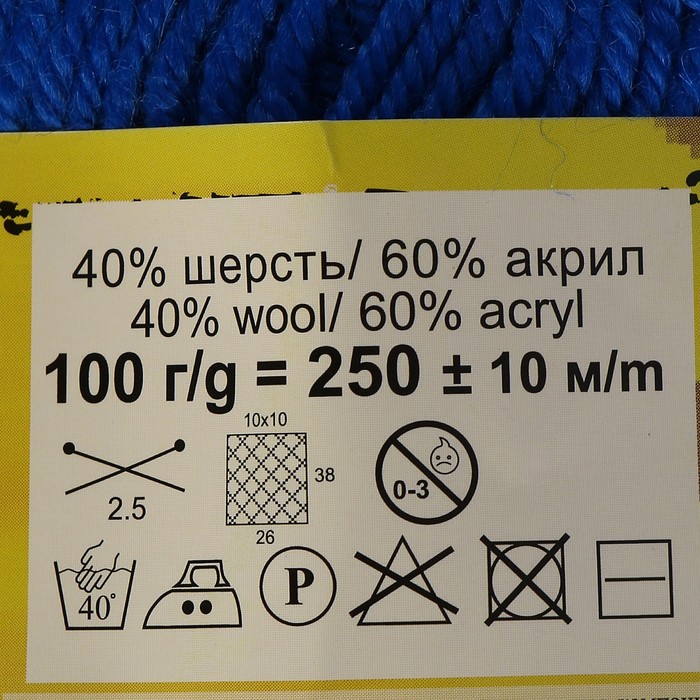 40% шерсть/ 60% акрил
40% wool/ 60% acryl
100 г/g = 250 ± 10 м/m
10x10
38
26
2.5
0-3
40°
P